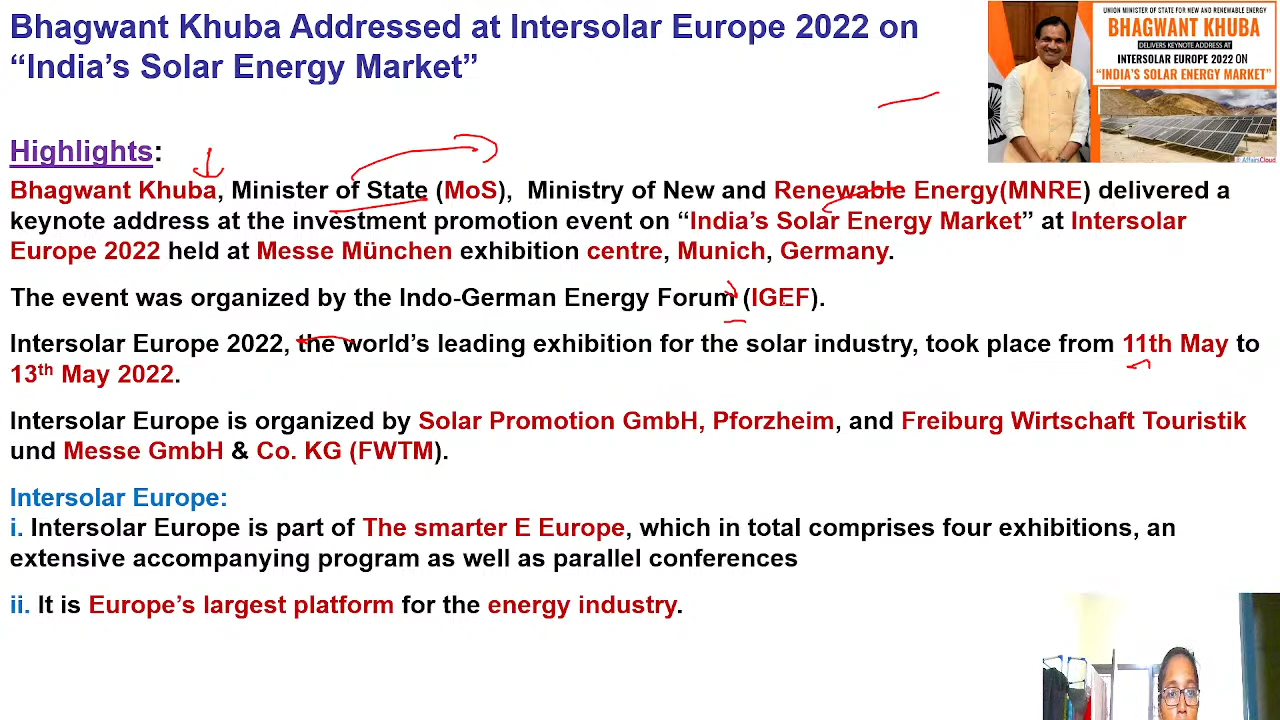 Bhagwant Khuba Addressed at Intersolar Europe 2022 on
“India’s Solar Energy Market”
UNION MINISTER OF STATE FOR NEW AND RENEWABLE ENERGY
BHAGWANT KHUBA
DELIVERS KEYNOTE ADDRESS AT
INTERSOLAR EUROPE 2022 ON
“INDIA’S SOLAR ENERGY MARKET”
AffairsCloud
Highlights:
Bhagwant Khuba, Minister of State (MoS), Ministry of New and Renewable Energy(MNRE) delivered a
keynote address at the investment promotion event on “India’s Solar Energy Market” at Intersolar
Europe 2022 held at Messe München exhibition centre, Munich, Germany.
The event was organized by the Indo-German Energy Forum (IGEF).
Intersolar Europe 2022, the world’s leading exhibition for the solar industry, took place from 11th May to
13th May 2022.
Intersolar Europe is organized by Solar Promotion GmbH, Pforzheim, and Freiburg Wirtschaft Touristik
und Messe GmbH & Co. KG (FWTM).
Intersolar Europe:
i. Intersolar Europe is part of The smarter E Europe, which in total comprises four exhibitions, an
extensive accompanying program as well as parallel conferences
ii. It is Europe’s largest platform for the energy industry.